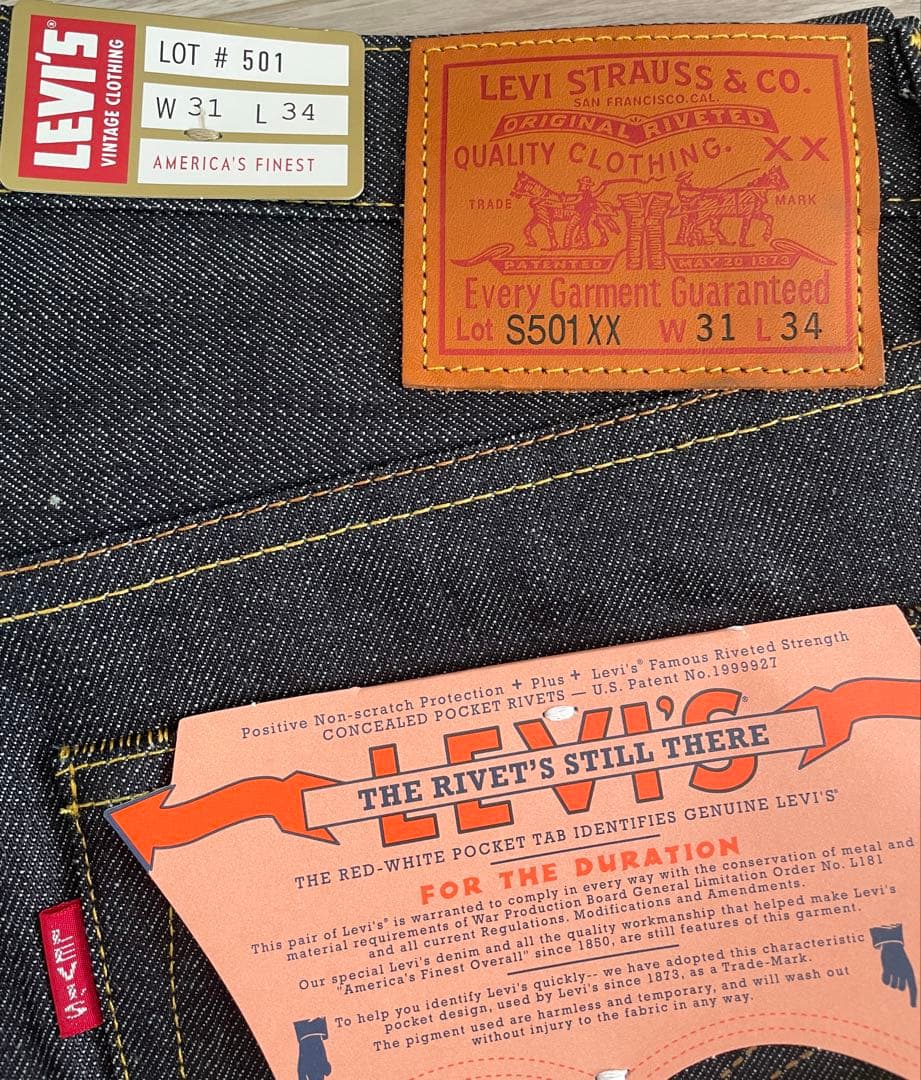 LEVI'S®
VINTAGE CLOTHING
LOT # 501
W 31 L 34
AMERICA'S FINEST
LEVI STRAUSS & CO.
SAN FRANCISCO.CAL.
ORIGINAL RIVETED
QUALITY CLOTHING. XX
TRADE MARK
PATENTED MAY 20 1873
Every Garment Guaranteed
Lot S501XX W 31 L 34
Positive Non-scratch Protection + Plus + Levi's® Famous Riveted Strength
CONCEALED POCKET RIVETS — U.S. Patent No.1999927
LEVI'S®
THE RIVET'S STILL THERE
THE RED-WHITE POCKET TAB IDENTIFIES GENUINE LEVI'S®
FOR THE DURATION
This pair of Levi's® is warranted to comply in every way with the conservation of metal and
material requirements of War Production Board General Limitation Order No. L181
and all current Regulations. Modifications and Amendments.
Our special Levi's denim and all the quality workmanship that helped make Levi's
"America's Finest Overall" since 1850, are still features of this garment.
To help you identify Levi's quickly-- we have adopted this characteristic
pocket design, used by Levi's since 1873, as a Trade-Mark.
The pigment used are harmless and temporary, and will wash out
without injury to the fabric in any way.
LEVI'S